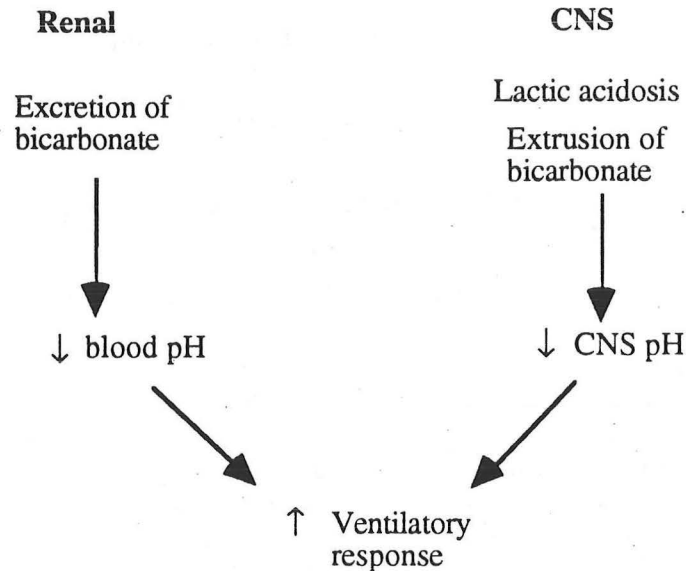 Renal
CNS
Excretion of
bicarbonate
Lactic acidosis
Extrusion of
bicarbonate
↓ blood pH
↓ CNS pH
↑ Ventilatory
response